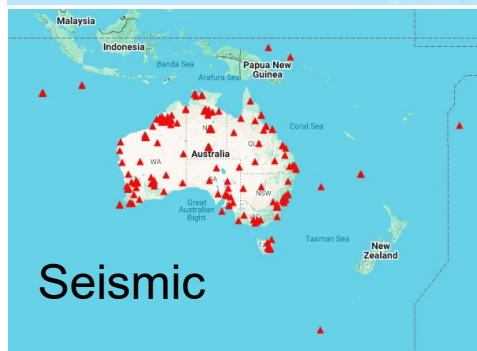 Malaysia
Indonesia
Banda Sea
Papua New
Guinea
Arafura Sea
Coral Sea
QL
WA
Australia
NSW
Great
Australian
Bight
Tasman Sea
New
Zealand
Seismic